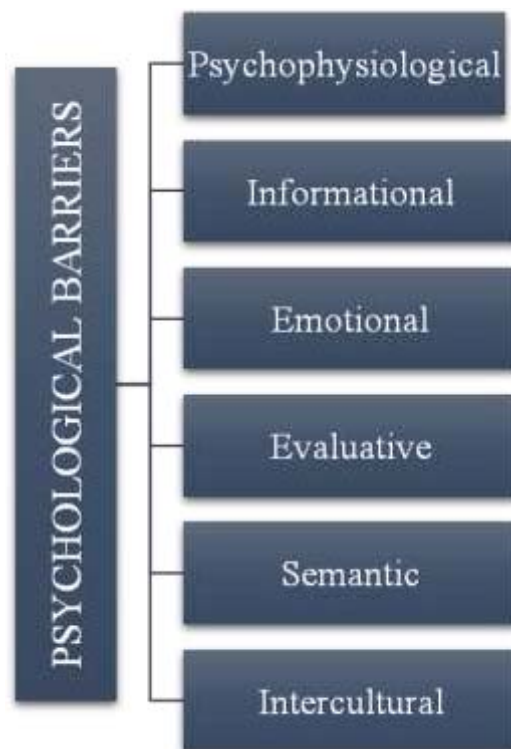 PSYCHOLOGICAL BARRIERS
Psychophysiological
Informational
Emotional
Evaluative
Semantic
Intercultural